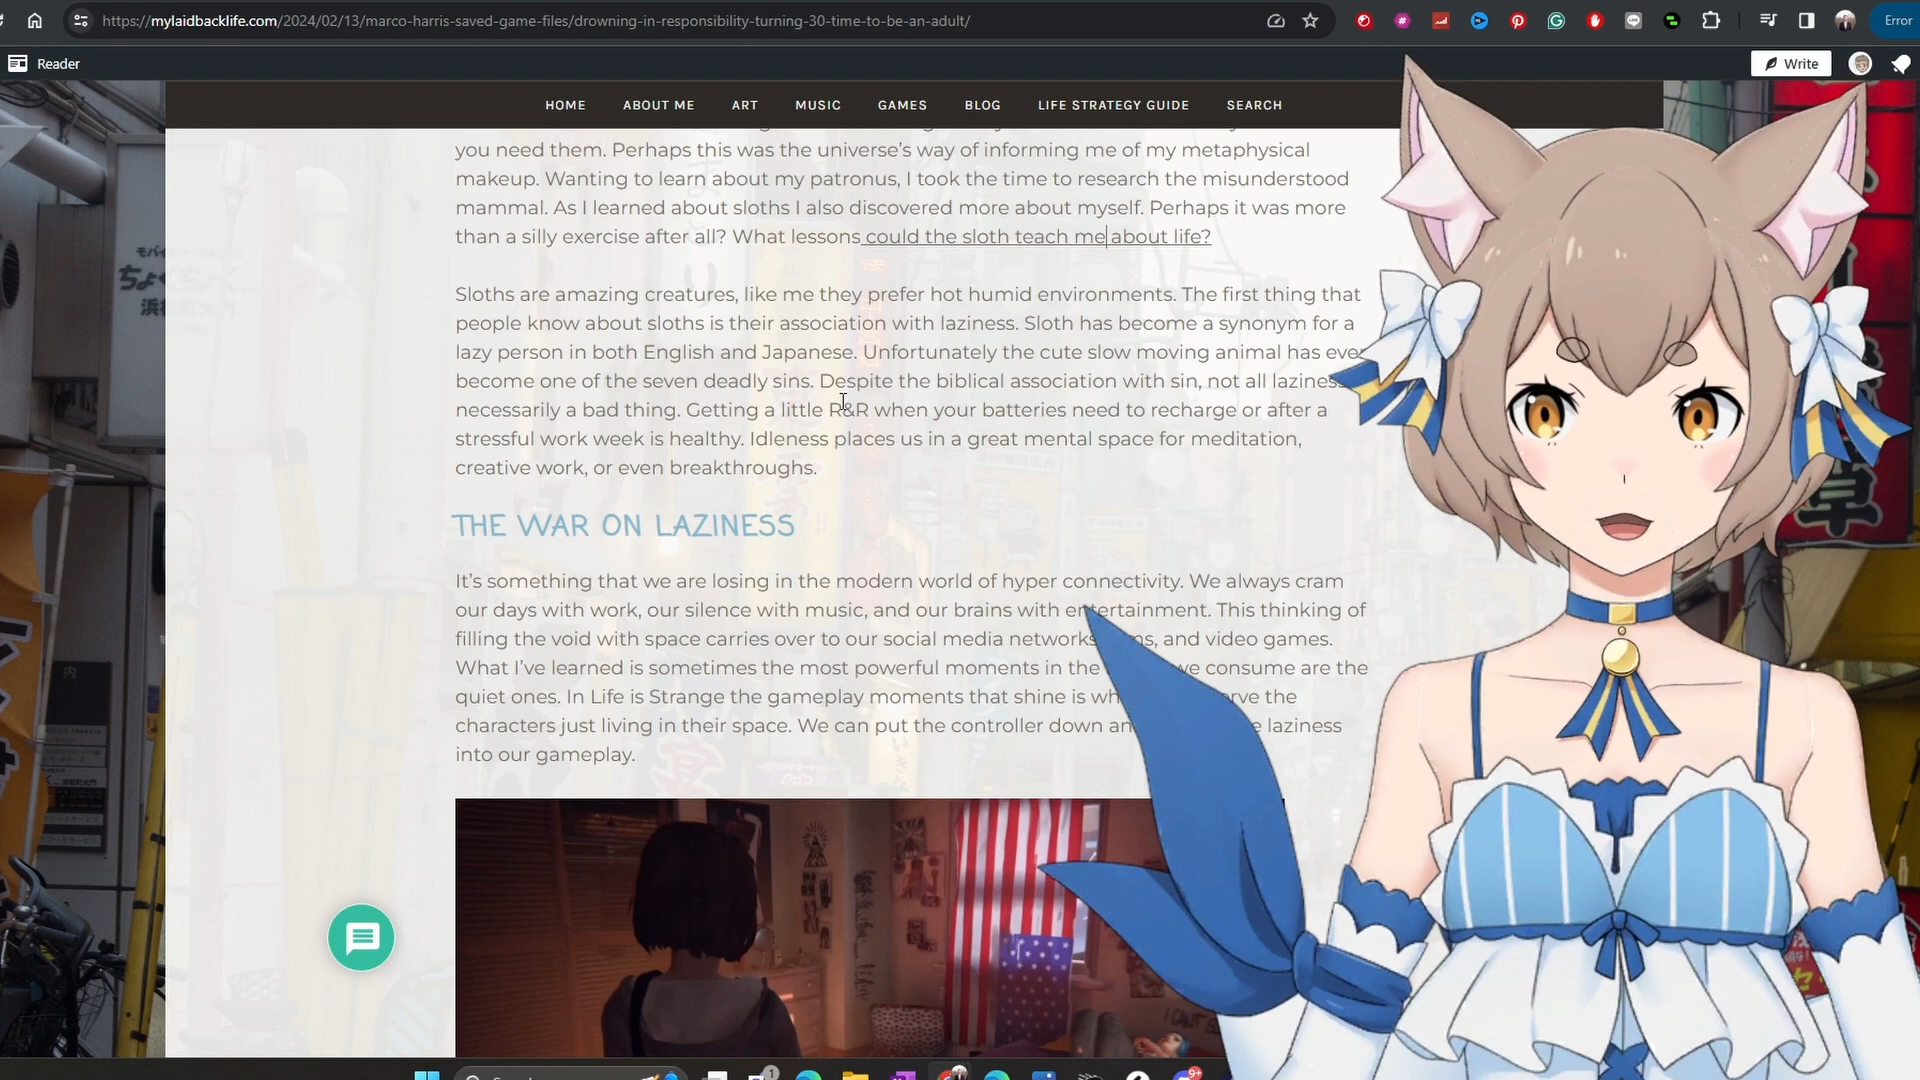 https://mylaidbacklife.com/2024/02/13/marco-harris-saved-game-files/drowning-in-responsibility-turning-30-time-to-be-an-adult/
Error
Reader
Write
HOME ABOUT ME ART MUSIC GAMES BLOG LIFE STRATEGY GUIDE SEARCH
you need them. Perhaps this was the universe's way of informing me of my metaphysical
makeup. Wanting to learn about my patronus, I took the time to research the misunderstood
mammal. As I learned about sloths I also discovered more about myself. Perhaps it was more
than a silly exercise after all? What lessons could the sloth teach me about life?
Sloths are amazing creatures, like me they prefer hot humid environments. The first thing that
people know about sloths is their association with laziness. Sloth has become a synonym for a
lazy person in both English and Japanese. Unfortunately the cute slow moving animal has even
become one of the seven deadly sins. Despite the biblical association with sin, not all laziness
necessarily a bad thing. Getting a little R&R when your batteries need to recharge or after a
stressful work week is healthy. Idleness places us in a great mental space for meditation,
creative work, or even breakthroughs.
THE WAR ON LAZINESS
It's something that we are losing in the modern world of hyper connectivity. We always cram
our days with work, our silence with music, and our brains with entertainment. This thinking of
filling the void with space carries over to our social media networks, and video games.
What I've learned is sometimes the most powerful moments in the we consume are the
quiet ones. In Life is Strange the gameplay moments that shine is the
characters just living in their space. We can put the controller down laziness
into our gameplay.
1
9+